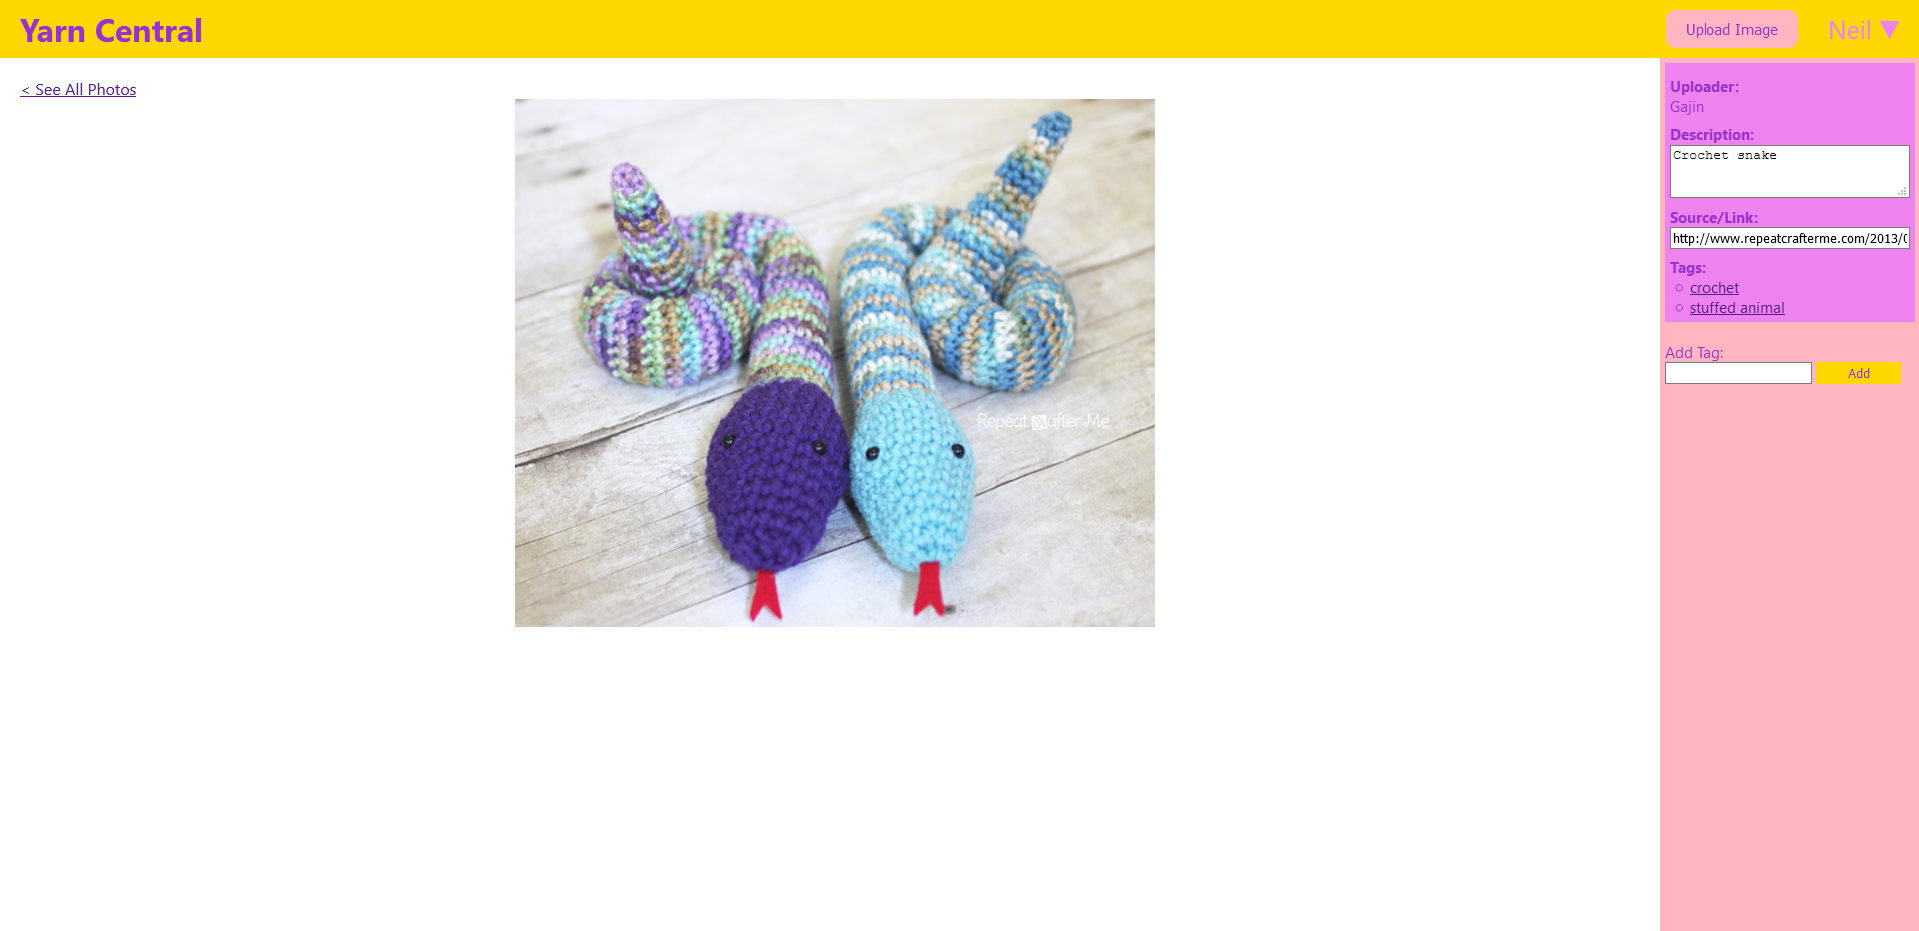 Yarn Central
Upload Image
Neil ▼
< See All Photos
Repeat Crafter Me
Uploader:
Gajin
Description:
Crochet snake
Source/Link:
http://www.repeatcrafterme.com/2013/0
Tags:
crochet
stuffed animal
Add Tag:
Add